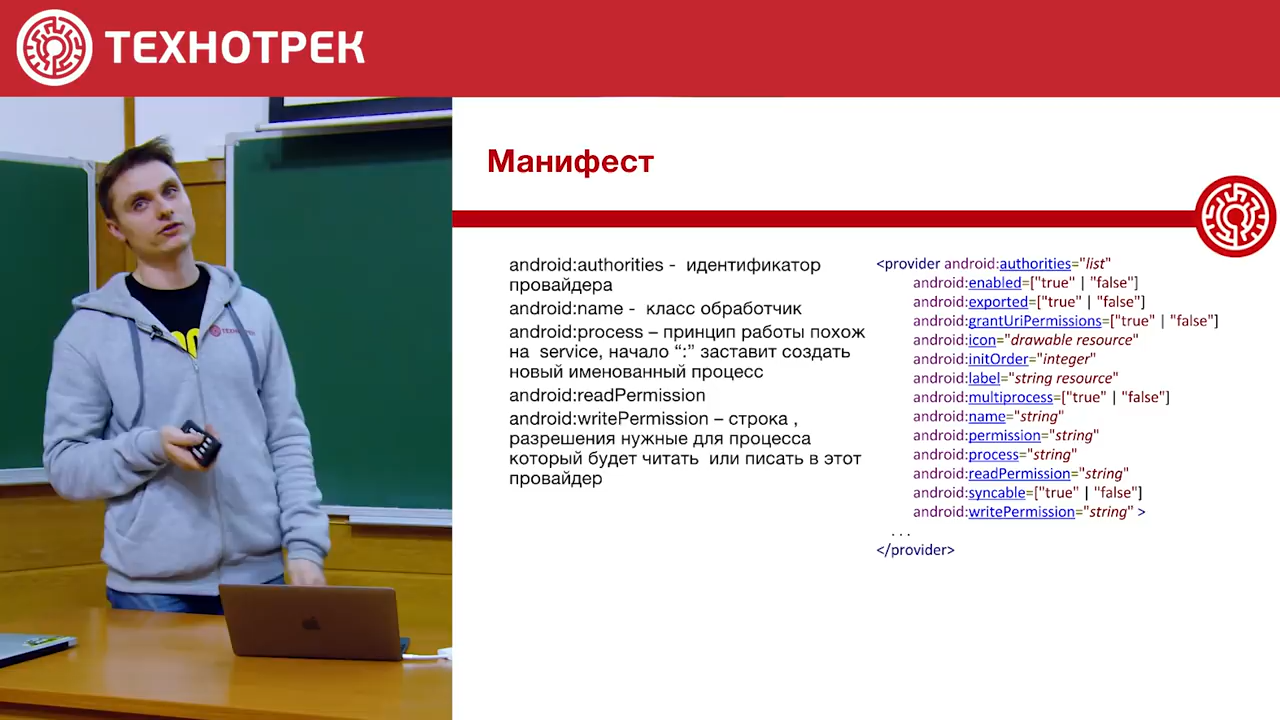 ТЕХНОТРЕК
Манифест
android:authorities - идентификатор
провайдера
android:name - класс обработчик
android:process – принцип работы похож
на service, начало “:” заставит создать
новый именованный процесс
android:readPermission
android:writePermission – строка ,
разрешения нужные для процесса
который будет читать или писать в этот
провайдер
<provider android:authorities="list"
android:enabled=["true" | "false"]
android:exported=["true" | "false"]
android:grantUriPermissions=["true" | "false"]
android:icon="drawable resource"
android:initOrder="integer"
android:label="string resource"
android:multiprocess=["true" | "false"]
android:name="string"
android:permission="string"
android:process="string"
android:readPermission="string"
android:syncable=["true" | "false"]
android:writePermission="string" >
. . .
</provider>
ТЕХНОТРЕК